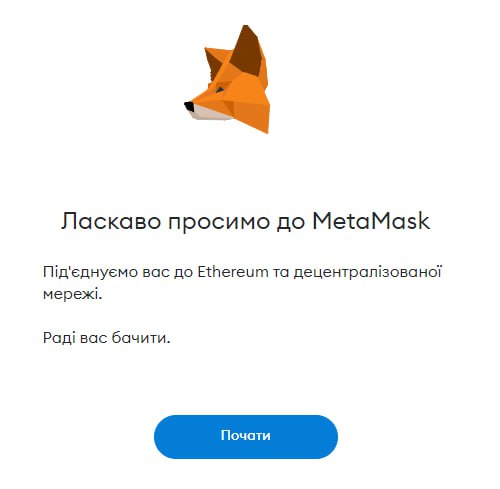 Ласкаво просимо до MetaMask
Під'єднуємо вас до Ethereum та децентралізованої
мережі.
Раді вас бачити.
Почати